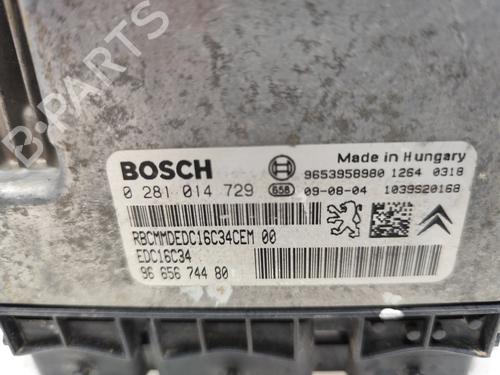 B-PARTS
BOSCH
Made in Hungary
9653958980 1264 0318
0 281 014 729 658 09-08-04 1039S20168
RBCMMDEDC16C34CEM 00
EDC16C34
96 656 744 80